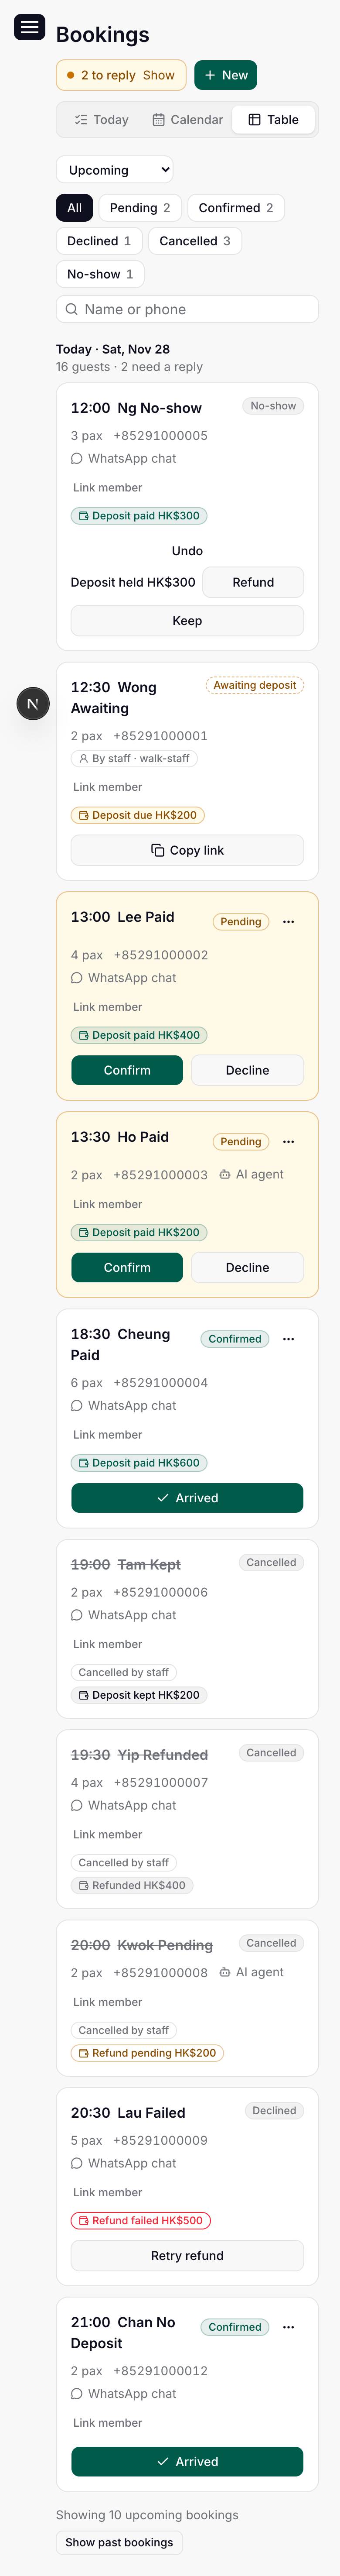 Bookings
2 to reply Show
+ New
Today
Calendar
Table
Upcoming
All
Pending 2
Confirmed 2
Declined 1
Cancelled 3
No-show 1
Name or phone
Today · Sat, Nov 28
16 guests · 2 need a reply
12:00 Ng No-show
No-show
3 pax +85291000005
WhatsApp chat
Link member
Deposit paid HK$300
Undo
Deposit held HK$300
Refund
Keep
12:30 Wong
Awaiting
Awaiting deposit
2 pax +85291000001
By staff · walk-staff
Link member
Deposit due HK$200
Copy link
N
13:00 Lee Paid
Pending
4 pax +85291000002
WhatsApp chat
Link member
Deposit paid HK$400
Confirm
Decline
13:30 Ho Paid
Pending
2 pax +85291000003 AI agent
Link member
Deposit paid HK$200
Confirm
Decline
18:30 Cheung
Paid
Confirmed
6 pax +85291000004
WhatsApp chat
Link member
Deposit paid HK$600
Arrived
19:00 Tam Kept
Cancelled
2 pax +85291000006
WhatsApp chat
Link member
Cancelled by staff
Deposit kept HK$200
19:30 Yip Refunded
Cancelled
4 pax +85291000007
WhatsApp chat
Link member
Cancelled by staff
Refunded HK$400
20:00 Kwok Pending
Cancelled
2 pax +85291000008 AI agent
Link member
Cancelled by staff
Refund pending HK$200
20:30 Lau Failed
Declined
5 pax +85291000009
WhatsApp chat
Link member
Refund failed HK$500
Retry refund
21:00 Chan No
Deposit
Confirmed
2 pax +85291000012
WhatsApp chat
Link member
Arrived
Showing 10 upcoming bookings
Show past bookings